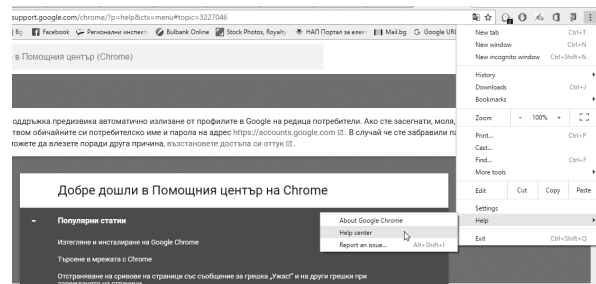 support.google.com/chrome/?p=help&ctx=menu#topic=3227046
Facebook Регионални инспек Bulbank Online Stock Photos, Royalty НАП Портал за елек Mail.bg Google URL
в Помощния център (Chrome)
оддръжка предизвика автоматично излизане от профилите в Google на редица потребители. Ако сте засегнати, моля,
твом обичайните си потребителско име и парола на адрес https://accounts.google.com. В случай че сте забравили па
можете да влезете поради друга причина, възстановете достъпа си оттук.
Добре дошли в Помощния център на Chrome
- Популярни статии
Изтегляне и инсталиране на Google Chrome
Търсене в мрежата с Chrome
Отстраняване на сривове на страници със съобщение за грешка „Ужас!“ и на други грешки при
зареждането на страници
New tab Ctrl+T
New window Ctrl+N
New incognito window Ctrl+Shift+N
History
Downloads Ctrl+J
Bookmarks
Zoom - 100% +
Print... Ctrl+P
Cast...
Find... Ctrl+F
More tools
Edit Cut Copy Paste
Settings
Help
About Google Chrome
Help center
Report an issue... Alt+Shift+I
Exit Ctrl+Shift+Q